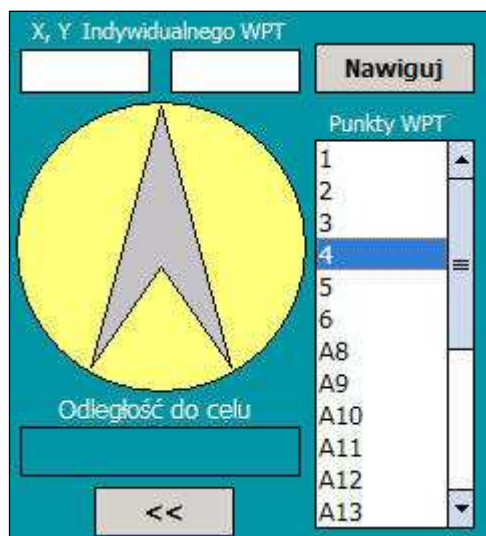 X, Y Indywidualnego WPT
Nawiguj
Punkty WPT
1
2
3
4
5
6
A8
A9
A10
A11
A12
A13
Odległość do celu
<<